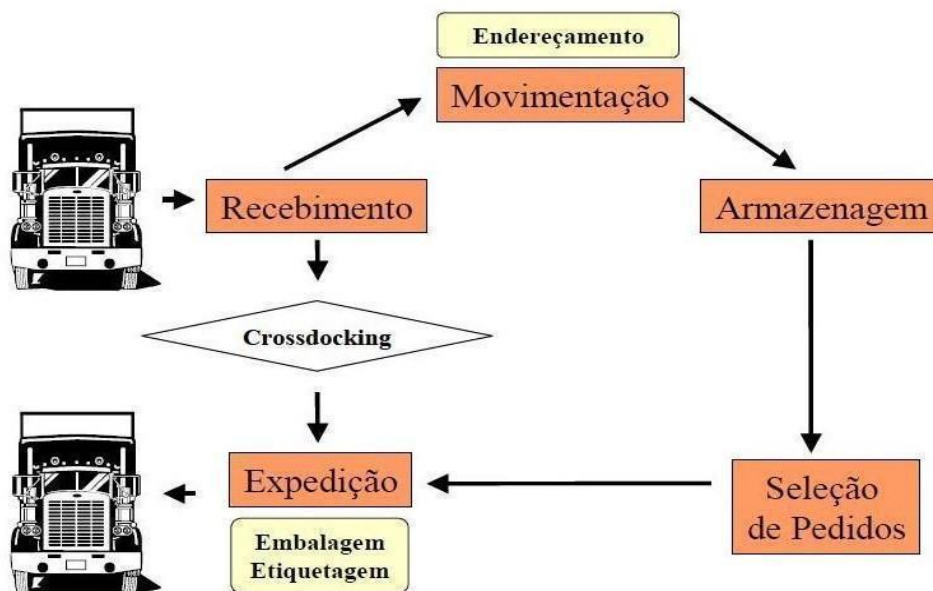 Endereçamento
Movimentação
Recebimento
Armazenagem
Crossdocking
Expedição
Seleção
de Pedidos
Embalagem
Etiquetagem